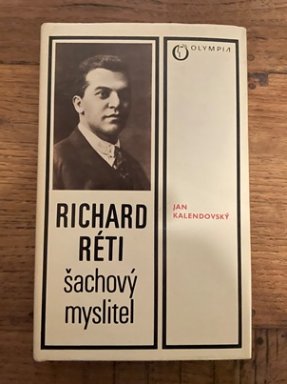 OLYMPIA
JAN
KALENDOVSKÝ
RICHARD
RÉTI
šachový
myslitel